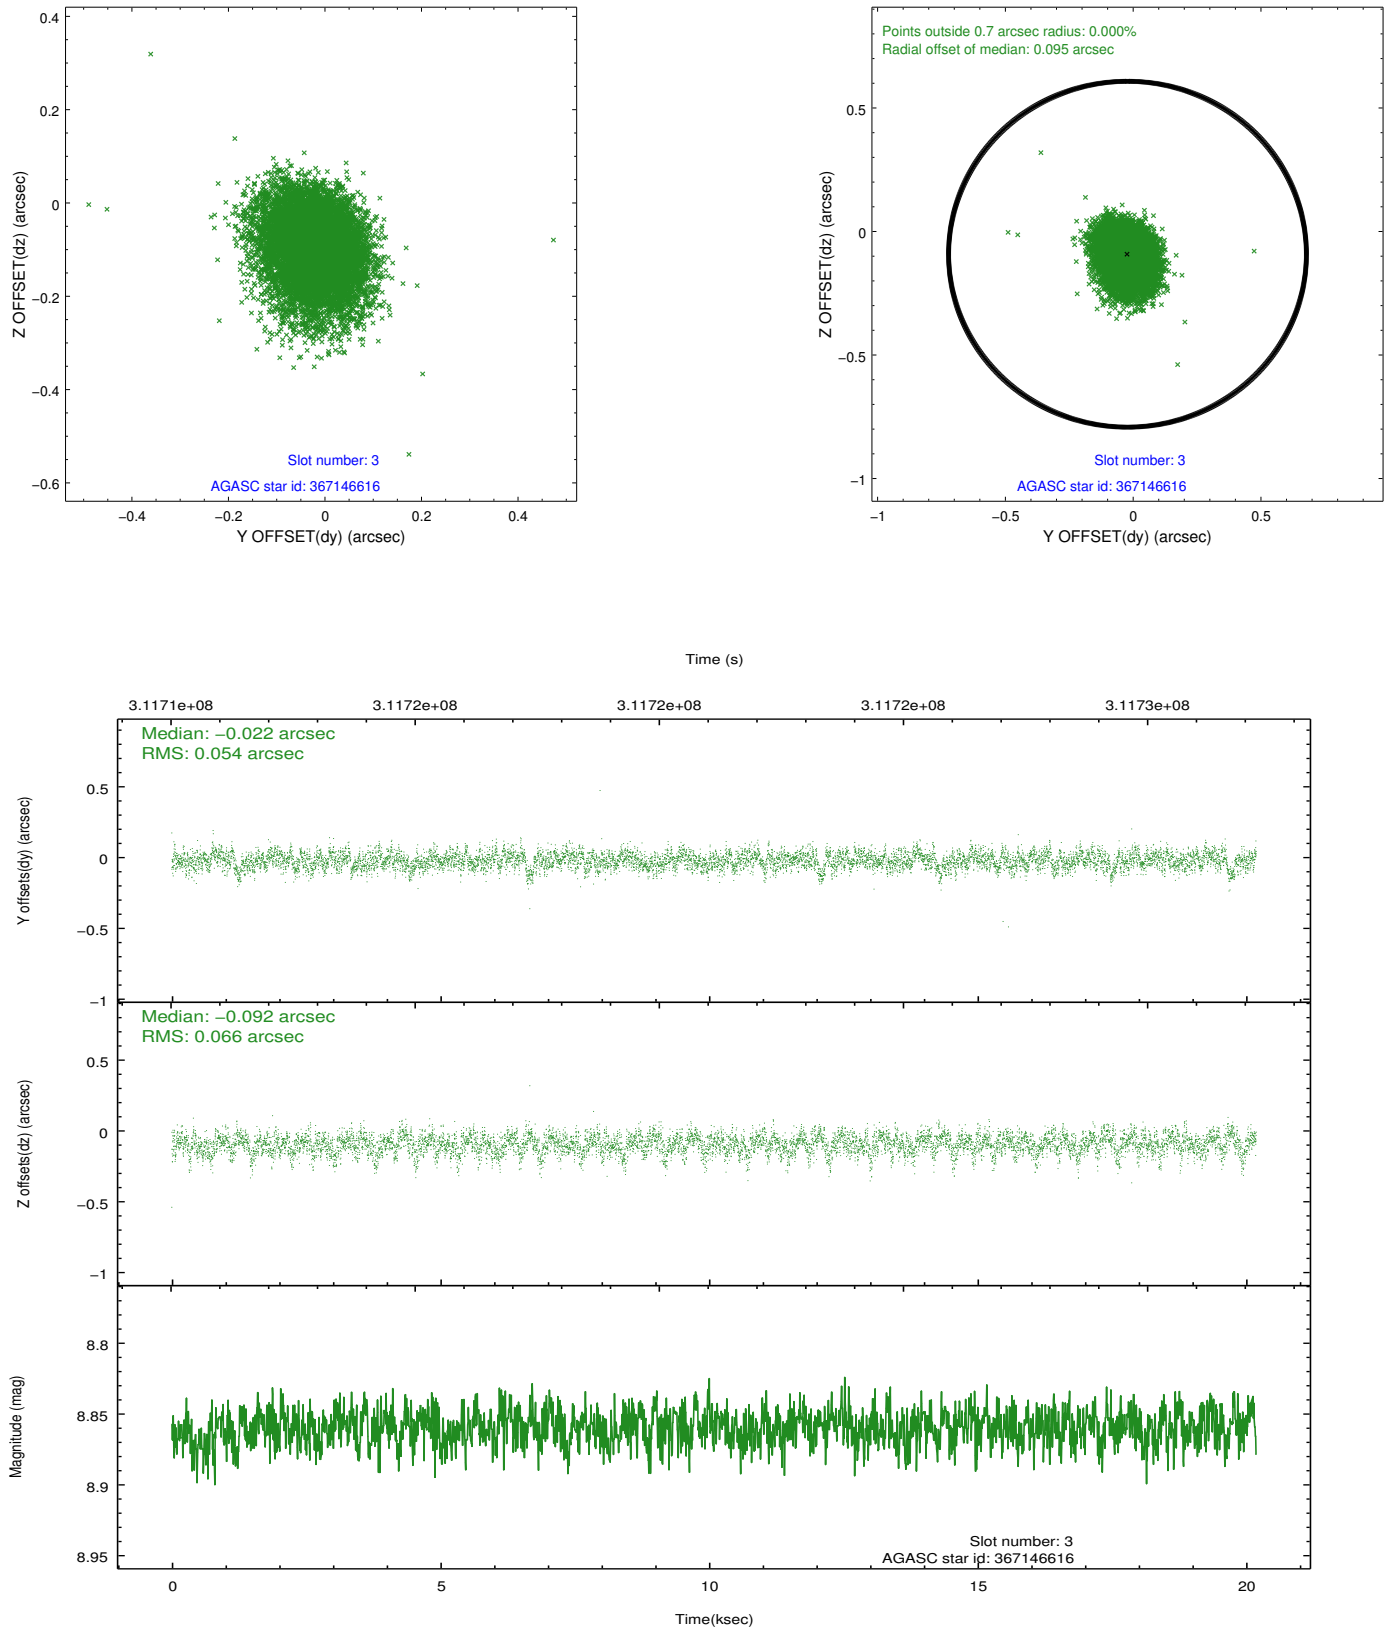 0.4
0.2
0
−0.2
−0.4
−0.6
Z OFFSET(dz) (arcsec)
Slot number: 3
AGASC star id: 367146616
−0.4
−0.2
0
0.2
0.4
Y OFFSET(dy) (arcsec)
Points outside 0.7 arcsec radius: 0.000%
Radial offset of median: 0.095 arcsec
0.5
0
−0.5
−1
Z OFFSET(dz) (arcsec)
Slot number: 3
AGASC star id: 367146616
−1
−0.5
0
0.5
Y OFFSET(dy) (arcsec)
Time (s)
3.1171e+08
3.1172e+08
3.1172e+08
3.1172e+08
3.1173e+08
Median: −0.022 arcsec
RMS: 0.054 arcsec
0.5
0
−0.5
−1
Y offsets(dy) (arcsec)
Median: −0.092 arcsec
RMS: 0.066 arcsec
0.5
0
−0.5
−1
Z offsets(dz) (arcsec)
8.8
8.85
8.9
8.95
Magnitude (mag)
Slot number: 3
AGASC star id: 367146616
0
5
10
15
20
Time(ksec)